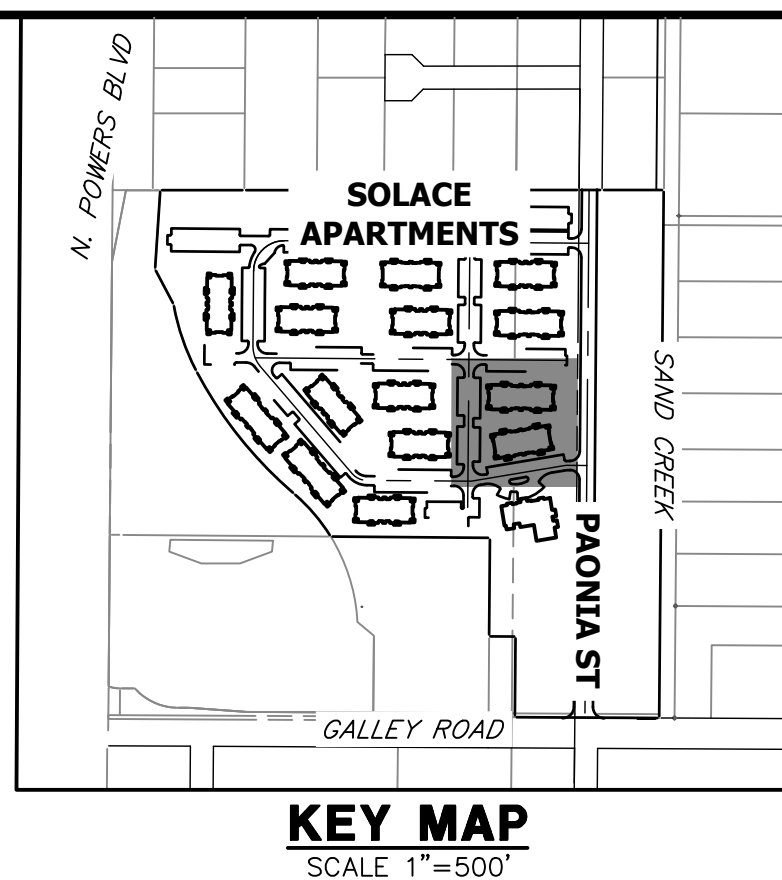 N. POWERS BLVD
SOLACE
APARTMENTS
SAND CREEK
PAONIA ST
GALLEY ROAD
KEY MAP
SCALE 1"=500'